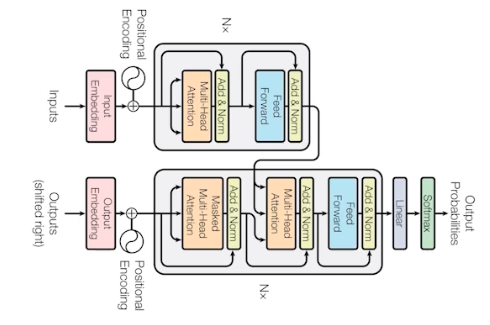 Output
Probabilities
Softmax
Linear
Add & Norm
Feed
Forward
Add & Norm
Multi-Head
Attention
Add & Norm
Masked
Multi-Head
Attention
Nx
Positional
Encoding
Output
Embedding
Outputs
(shifted right)
Add & Norm
Feed
Forward
Add & Norm
Multi-Head
Attention
Nx
Positional
Encoding
Input
Embedding
Inputs